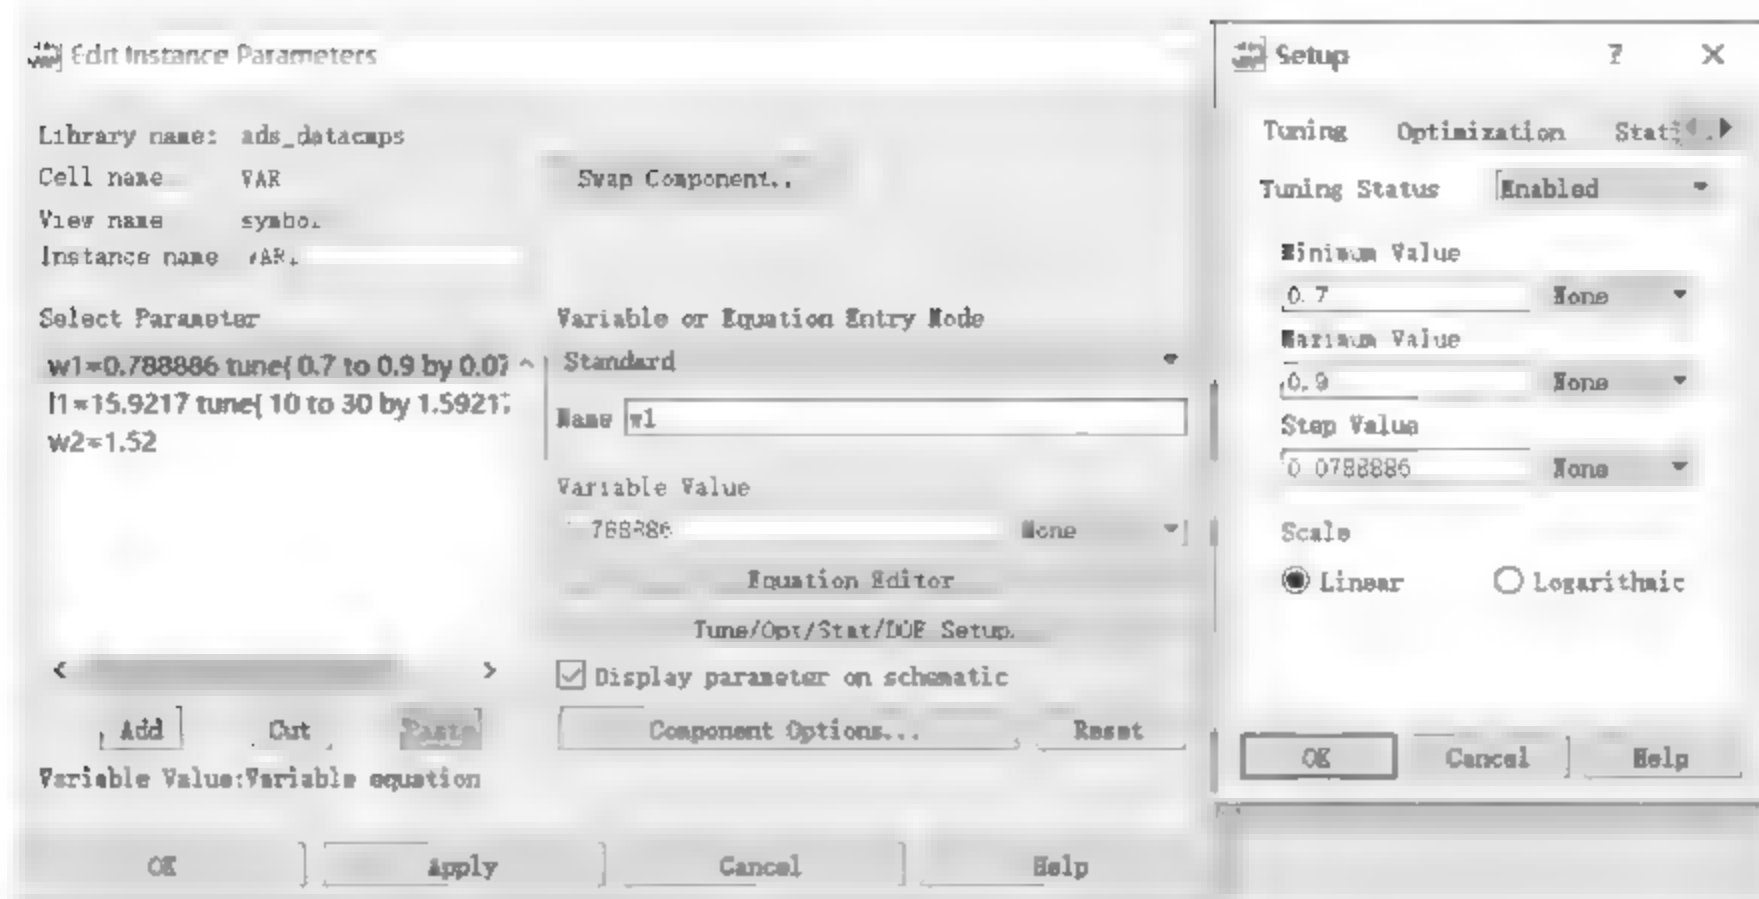 Edit Instance Parameters
Library name: ads_datacmps
Cell name VAR
View name symbol
Instance name VAR1
Swap Component..
Select Parameter
w1=0.788886 tune{ 0.7 to 0.9 by 0.07
l1=15.9217 tune{ 10 to 30 by 1.5921
w2=1.52
Add Cut Paste
Variable Value:Variable equation
Variable or Equation Entry Mode
Standard
Name w1
Variable Value
788886 None
Equation Editor
Tune/Opt/Stat/DOE Setup.
Display parameter on schematic
Component Options... Reset
OK Apply Cancel Help
Setup ? ✕
Tuning Optimization Stati
Tuning Status Enabled
Minimum Value
0.7 None
Maximum Value
0.9 None
Step Value
0.0788886 None
Scale
Linear Logarithmic
OK Cancel Help